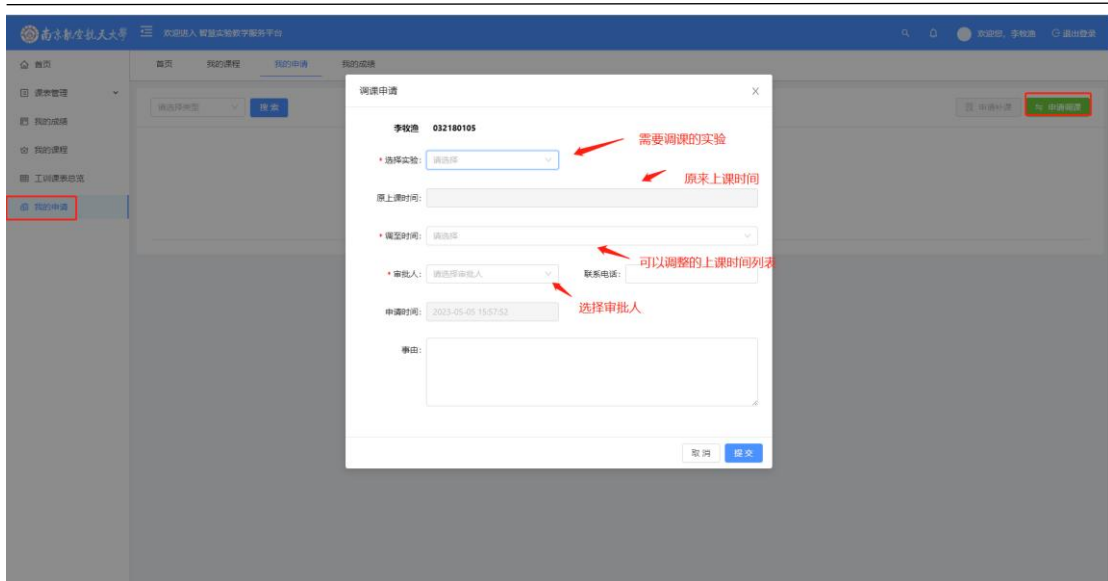 南京航空航天大学 欢迎进入 智慧实验教学服务平台 欢迎您，李牧渔 退出登录
首页 首页 我的课程 我的申请 我的成绩
课表管理 调课申请 X
请选择类型 搜索 申请补课 申请调课
我的成绩 李牧渔 032180105
需要调课的实验
我的课程 * 选择实验: 请选择
工训课表总览 原来上课时间
我的申请 原上课时间:
* 调至时间: 请选择
可以调整的上课时间列表
* 审批人: 请选择审批人 联系电话:
选择审批人
申请时间: 2023-05-05 15:57:52
事由:
取 消 提 交